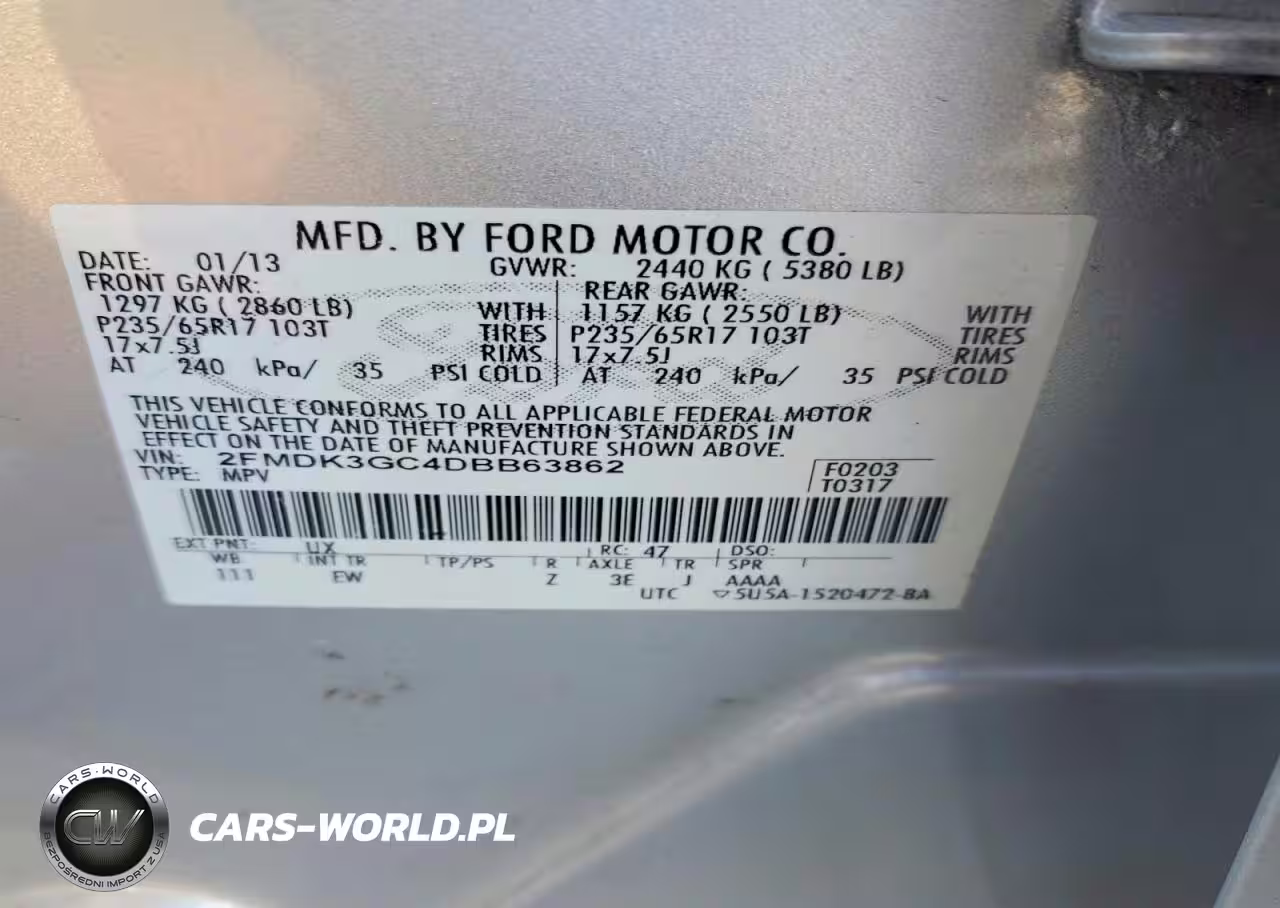 MFD. BY FORD MOTOR CO.
DATE: 01/13 GVWR: 2440 KG ( 5380 LB)
FRONT GAWR: REAR GAWR:
1297 KG ( 2860 LB) WITH 1157 KG ( 2550 LB) WITH
P235/65R17 103T TIRES P235/65R17 103T TIRES
17x7.5J RIMS 17x7.5J RIMS
AT 240 kPa/ 35 PSI COLD AT 240 kPa/ 35 PSI COLD
THIS VEHICLE CONFORMS TO ALL APPLICABLE FEDERAL MOTOR
VEHICLE SAFETY AND THEFT PREVENTION STANDARDS IN
EFFECT ON THE DATE OF MANUFACTURE SHOWN ABOVE.
VIN: 2FMDK3GC4DBB63862 F0203
TYPE: MPV T0317
EXT PNT: UX RC: 47 DSO:
WB INT TR TP/PS R AXLE TR SPR
111 EW Z 3E J AAAA
UTC ▽5U5A-1520472-BA
CARS-WORLD
CW
BEZPOŚREDNI IMPORT Z USA
CARS-WORLD.PL